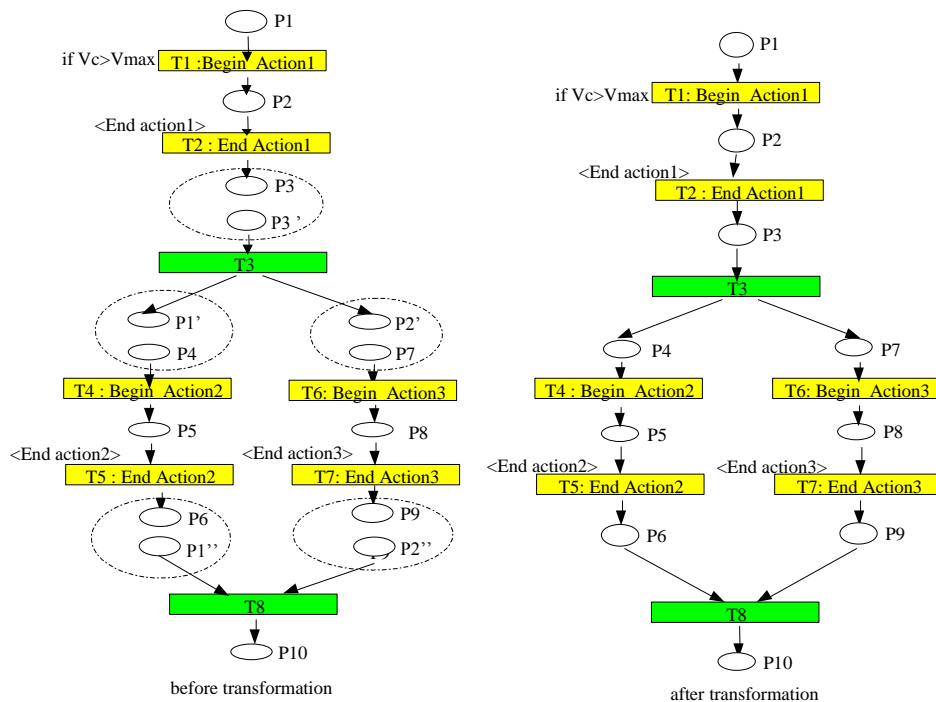 P1
if Vc>Vmax
T1 :Begin Action1
P2
<End action1>
T2 : End Action1
P3
P3 ’
T3
P1’
P2’
P4
P7
T4 : Begin Action2
T6: Begin Action3
P5
P8
<End action2>
<End action3>
T5 : End Action2
T7: End Action3
P6
P9
P1’’
P2’’
T8
P10
before transformation
P1
if Vc>Vmax
T1: Begin Action1
P2
<End action1>
T2 : End Action1
P3
T3
P4
P7
T4 : Begin Action2
T6: Begin Action3
P5
P8
<End action2>
<End action3>
T5: End Action2
T7: End Action3
P6
P9
T8
P10
after transformation